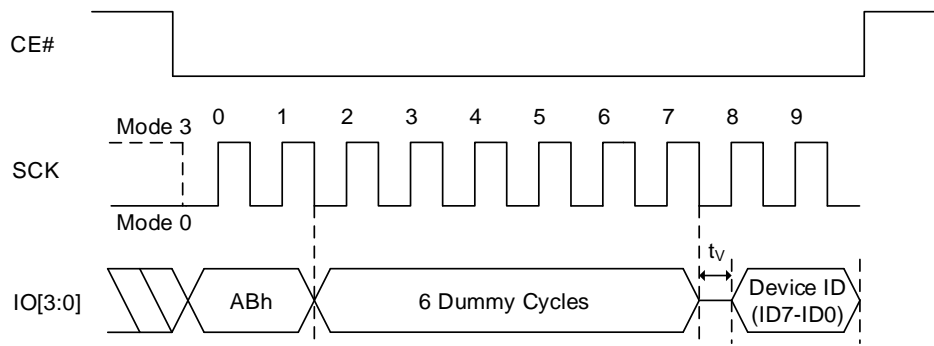 CE#
0 1 2 3 4 5 6 7 8 9
Mode 3
SCK
Mode 0
tV
IO[3:0]
ABh
6 Dummy Cycles
Device ID
(ID7-ID0)